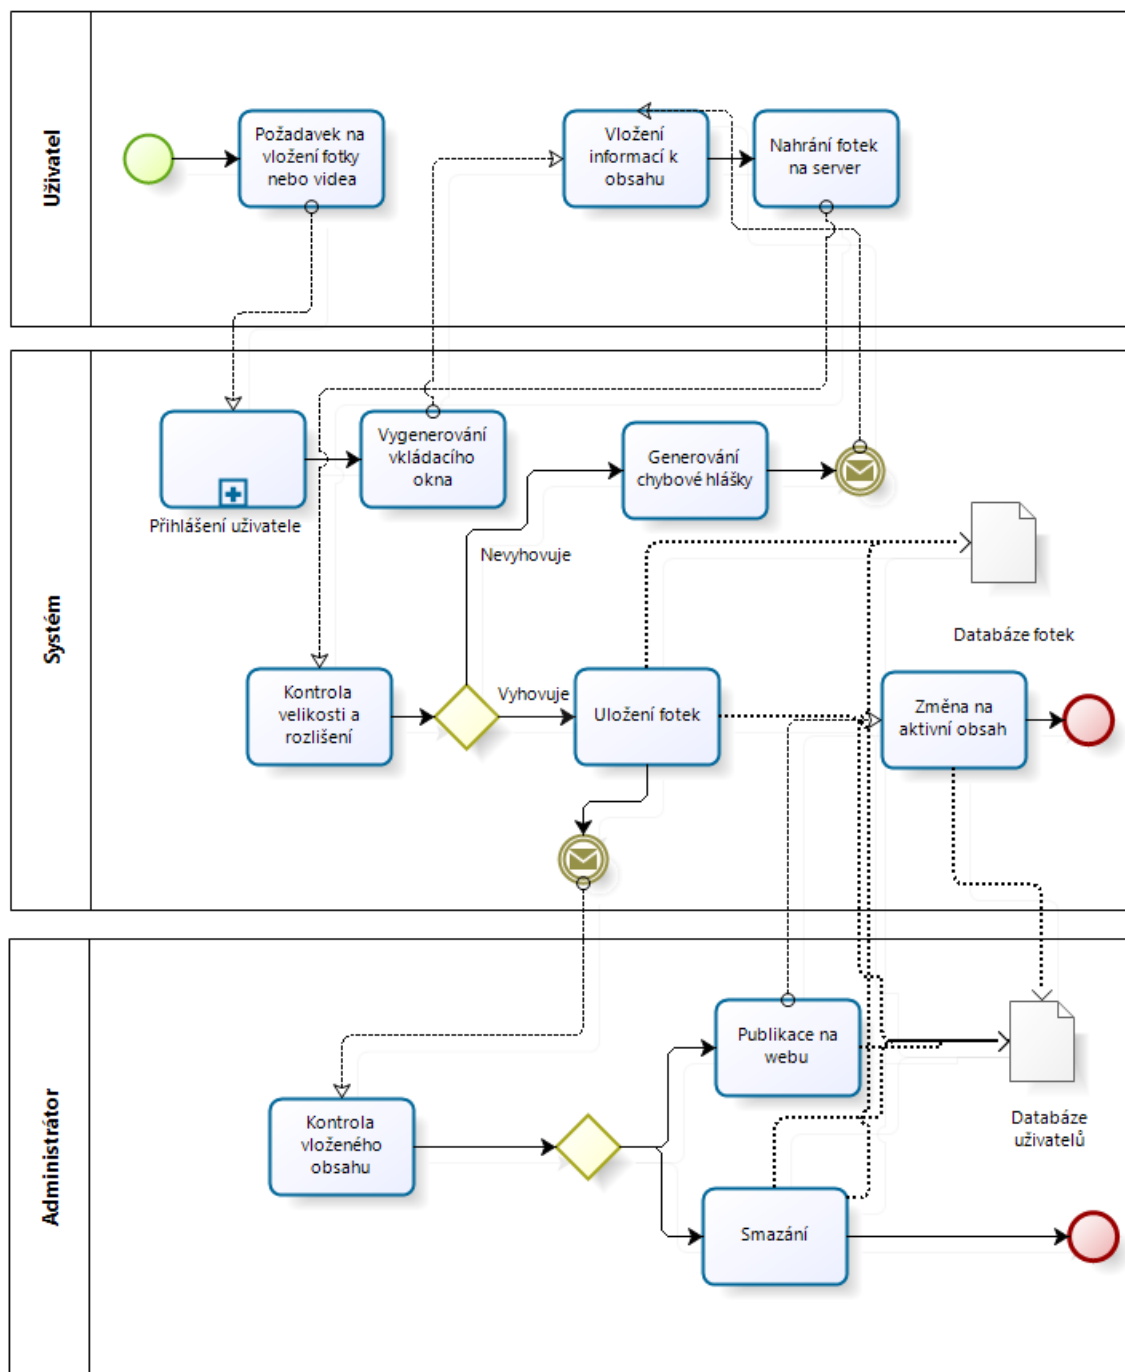 Uživatel
Požadavek na
vložení fotky
nebo videa
Vložení
informací k
obsahu
Nahrání fotek
na server
Systém
Přihlášení uživatele
Vygenerování
vkládacího
okna
Generování
chybové hlášky
Nevyhovuje
Databáze fotek
Kontrola
velikosti a
rozlišení
Vyhovuje
Uložení fotek
Změna na
aktivní obsah
Administrátor
Publikace na
webu
Kontrola
vloženého
obsahu
Databáze
uživatelů
Smazání